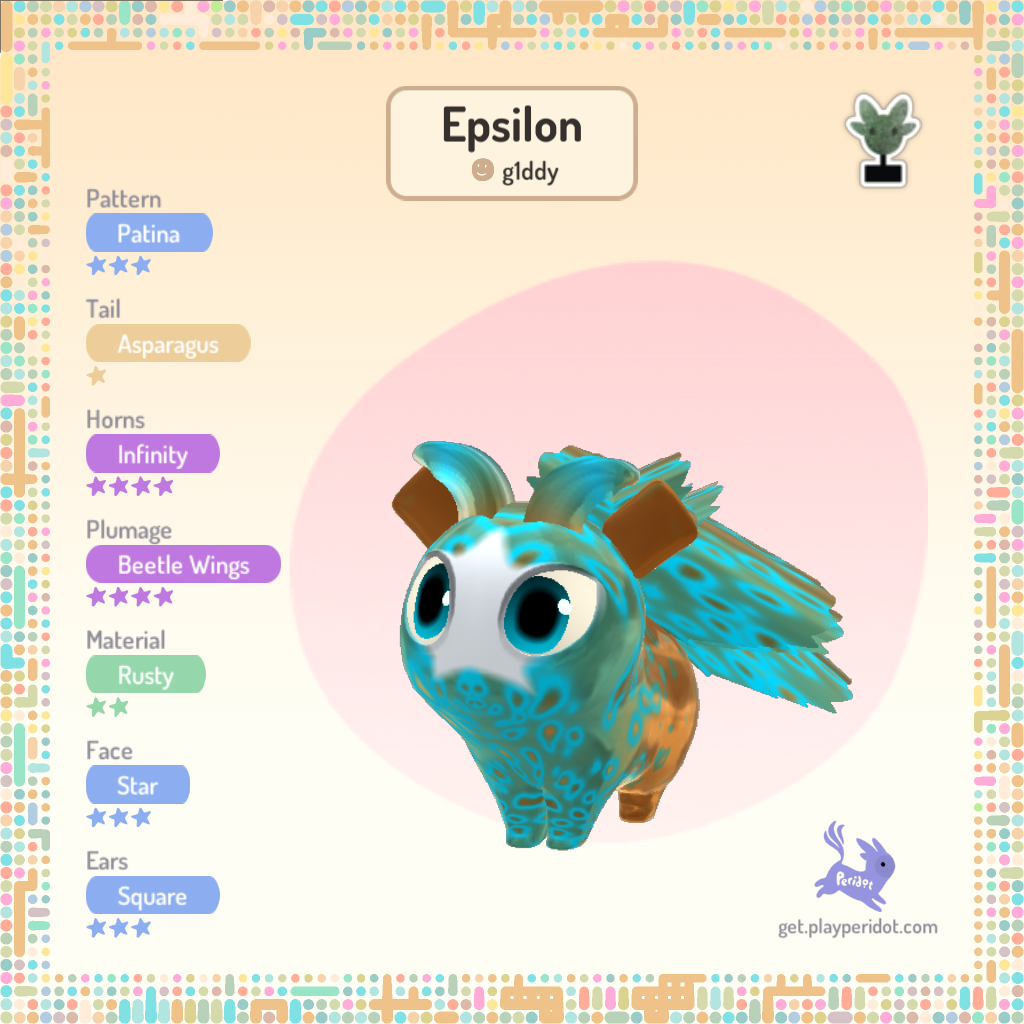 Epsilon
g1ddy
Pattern
Patina
Tail
Asparagus
Horns
Infinity
Plumage
Beetle Wings
Material
Rusty
Face
Star
Ears
Square
Peridot
get.playperidot.com